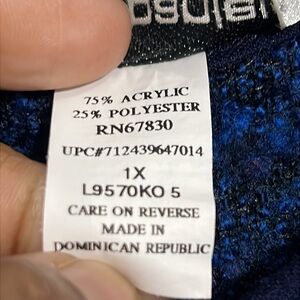 75% ACRYLIC
25% POLYESTER
RN67830
UPC#712439647014
1X
L9570KO 5
CARE ON REVERSE
MADE IN
DOMINICAN REPUBLIC